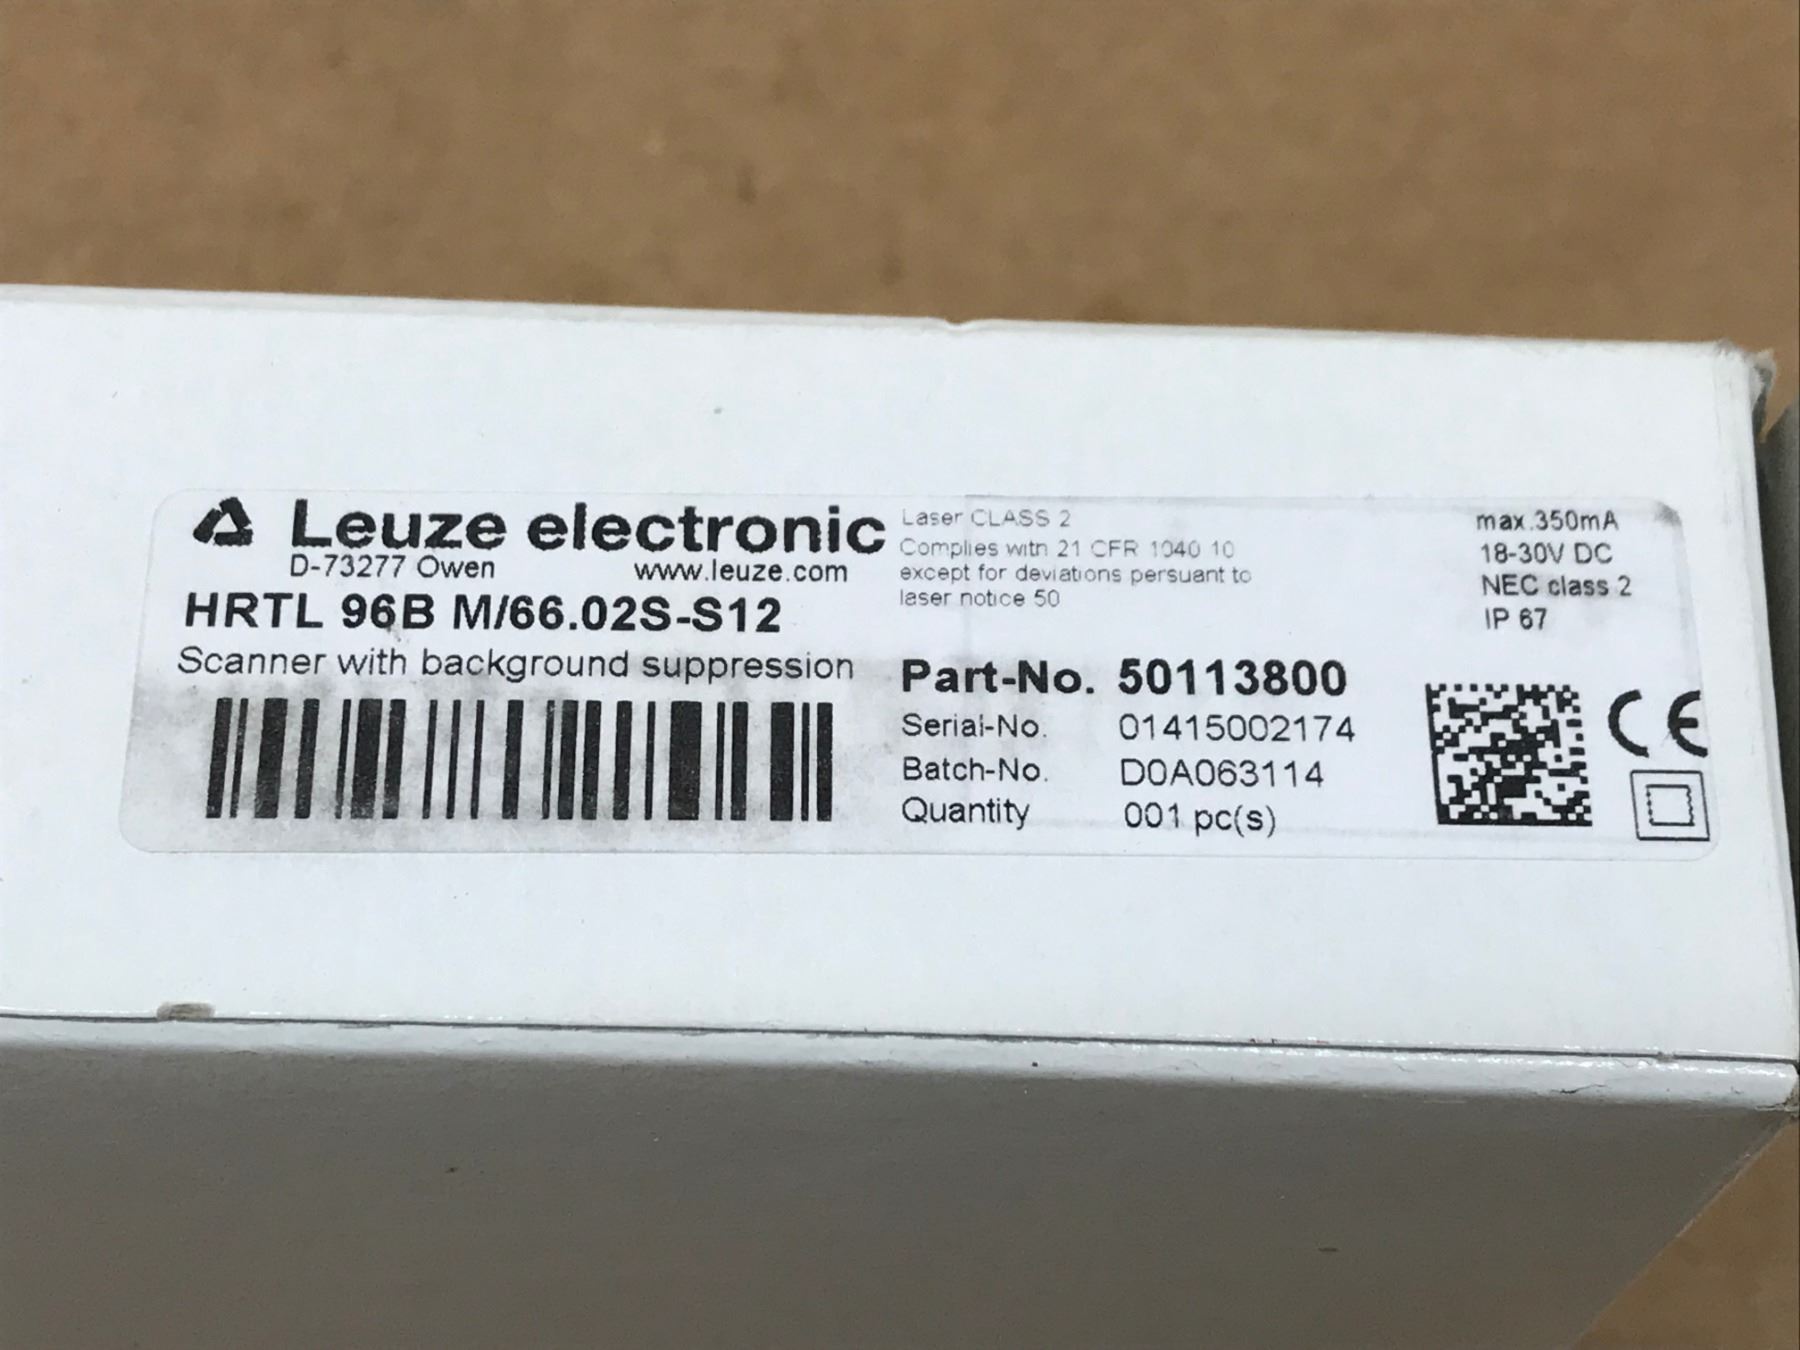 Leuze electronic
D-73277 Owen www.leuze.com
HRTL 96B M/66.02S-S12
Scanner with background suppression
Laser CLASS 2
Complies with 21 CFR 1040 10
except for deviations persuant to
laser notice 50
max.350mA
18-30V DC
NEC class 2
IP 67
Part-No. 50113800
Serial-No. 01415002174
Batch-No. D0A063114
Quantity 001 pc(s)
CE